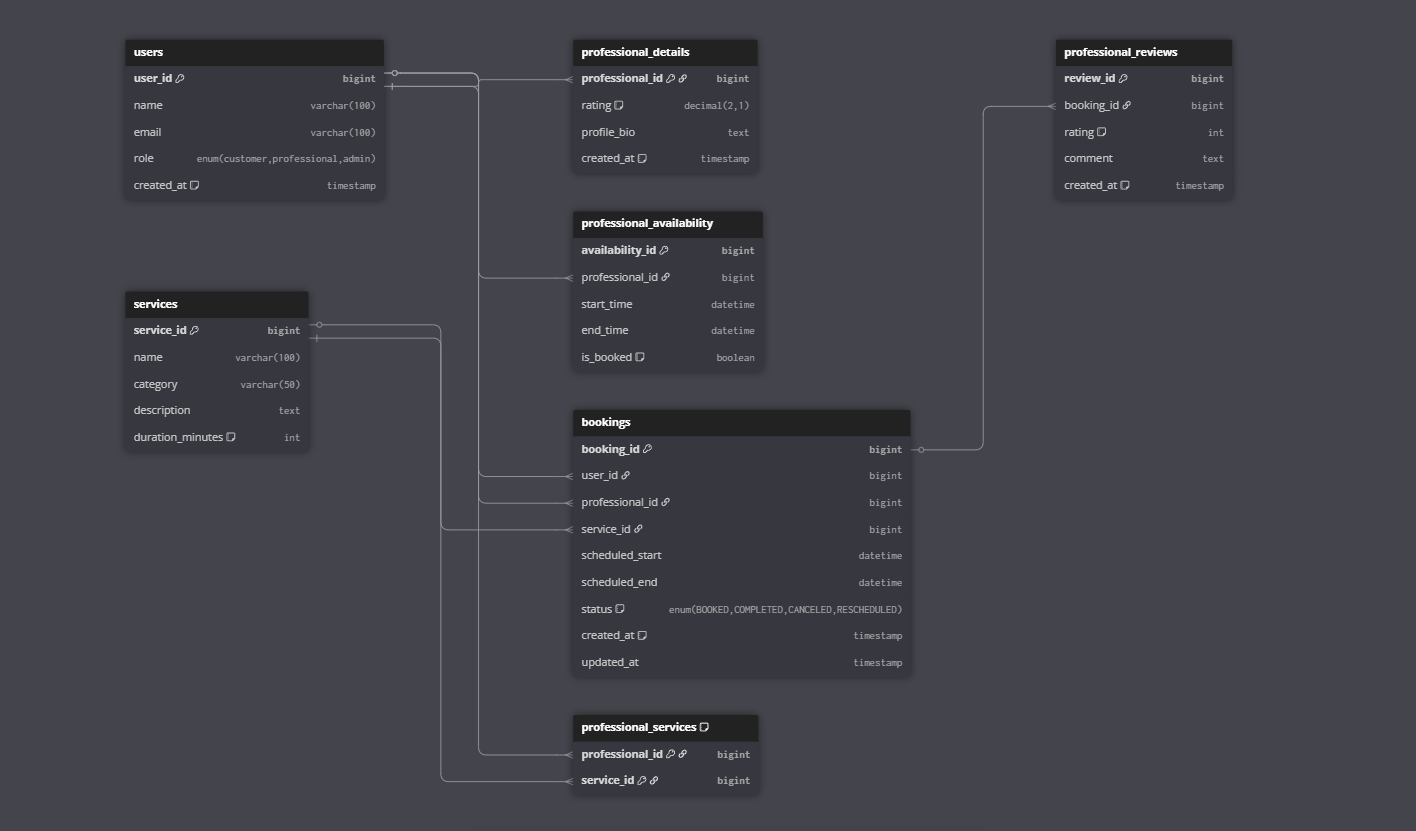 users
user_id bigint
name varchar(100)
email varchar(100)
role enum(customer,professional,admin)
created_at timestamp
services
service_id bigint
name varchar(100)
category varchar(50)
description text
duration_minutes int
professional_details
professional_id bigint
rating decimal(2,1)
profile_bio text
created_at timestamp
professional_availability
availability_id bigint
professional_id bigint
start_time datetime
end_time datetime
is_booked boolean
bookings
booking_id bigint
user_id bigint
professional_id bigint
service_id bigint
scheduled_start datetime
scheduled_end datetime
status enum(BOOKED,COMPLETED,CANCELED,RESCHEDULED)
created_at timestamp
updated_at timestamp
professional_services
professional_id bigint
service_id bigint
professional_reviews
review_id bigint
booking_id bigint
rating int
comment text
created_at timestamp